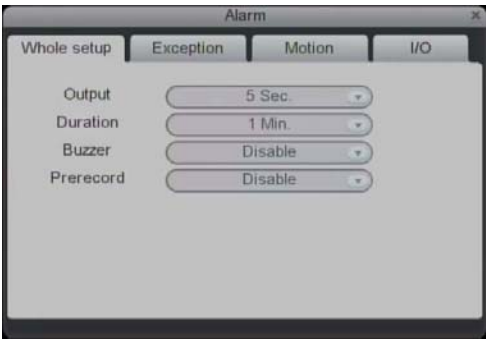 Alarm ×
Whole setup Exception Motion I/O
Output 5 Sec.
Duration 1 Min.
Buzzer Disable
Prerecord Disable